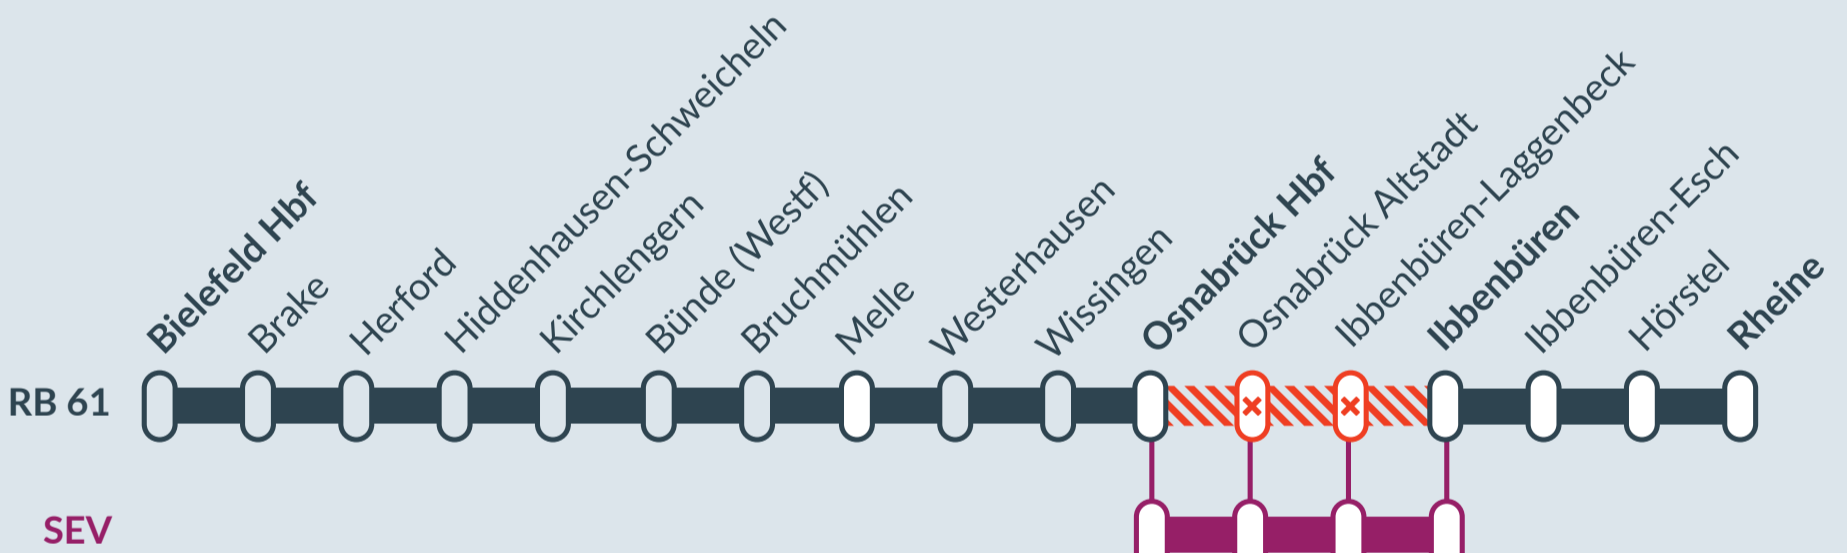 Bielefeld Hbf
Brake
Herford
Hiddenhausen-Schweicheln
Kirchlengern
Bünde (Westf)
Bruchmühlen
Melle
Westerhausen
Wissingen
Osnabrück Hbf
Osnabrück Altstadt
Ibbenbüren-Laggenbeck
Ibbenbüren
Ibbenbüren-Esch
Hörstel
Rheine
RB 61
SEV